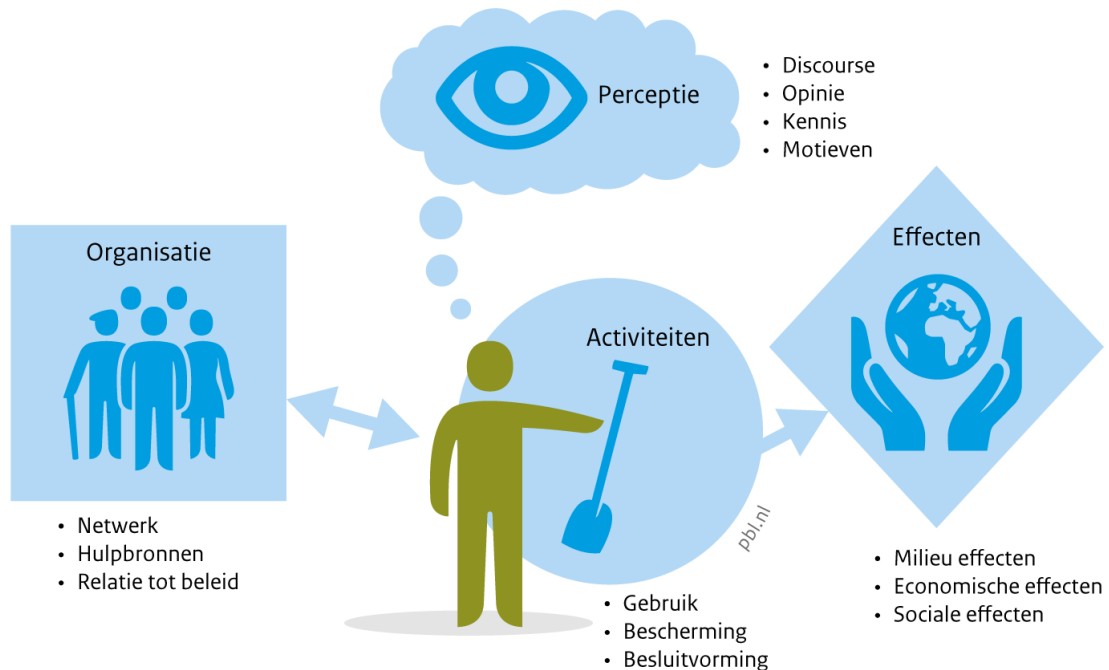 Perceptie
• Discourse
• Opinie
• Kennis
• Motieven
Organisatie
• Netwerk
• Hulpbronnen
• Relatie tot beleid
Activiteiten
• Gebruik
• Bescherming
• Besluitvorming
pbl.nl
Effecten
• Milieu effecten
• Economische effecten
• Sociale effecten